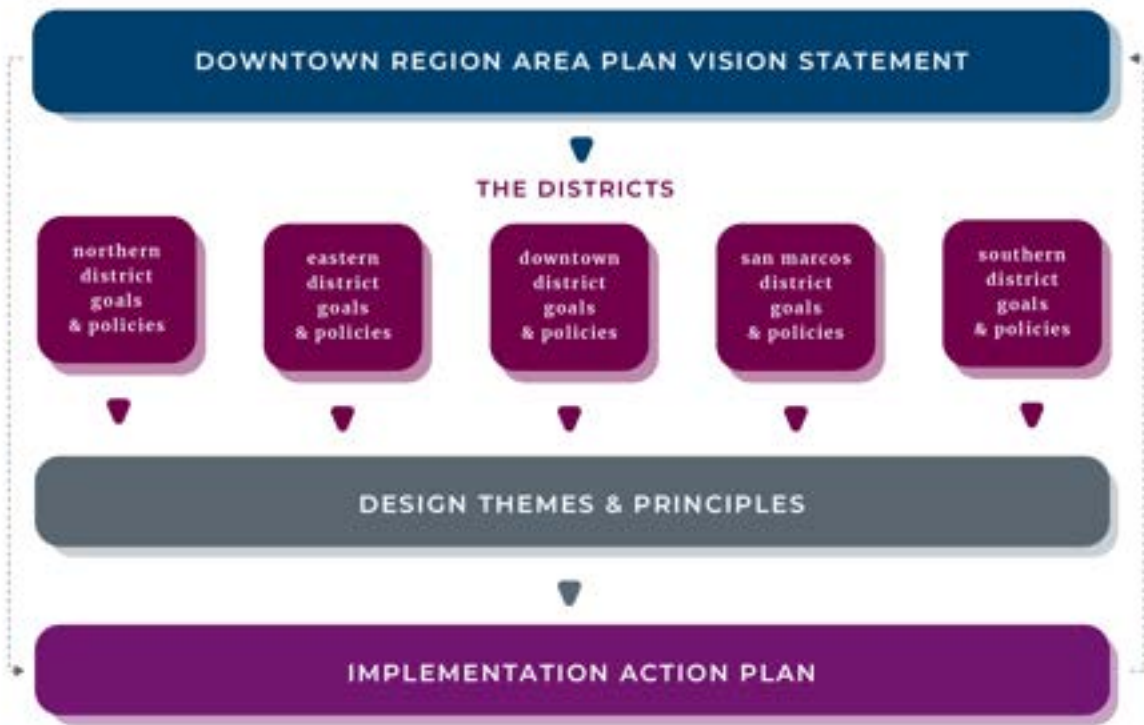 DOWNTOWN REGION AREA PLAN VISION STATEMENT
THE DISTRICTS
northern
district
goals
& policies
eastern
district
goals
& policies
downtown
district
goals
& policies
san marcos
district
goals
& policies
southern
district
goals
& policies
DESIGN THEMES & PRINCIPLES
IMPLEMENTATION ACTION PLAN